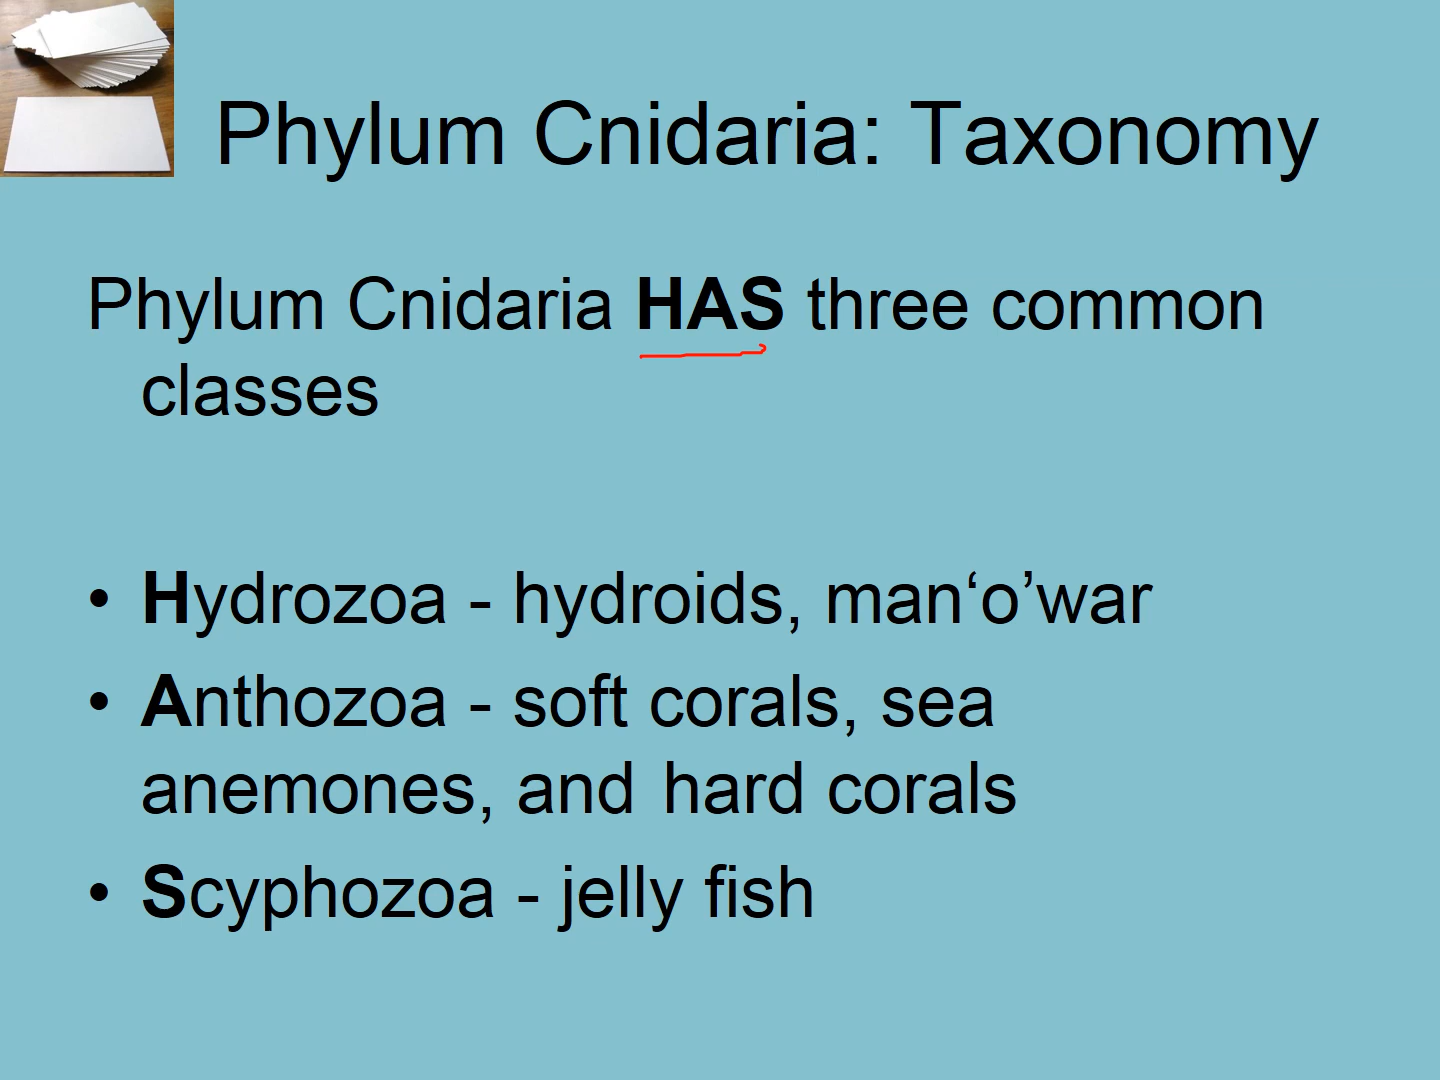 Phylum Cnidaria: Taxonomy
Phylum Cnidaria HAS three common
classes
• Hydrozoa - hydroids, man‘o’war
• Anthozoa - soft corals, sea
anemones, and hard corals
• Scyphozoa - jelly fish